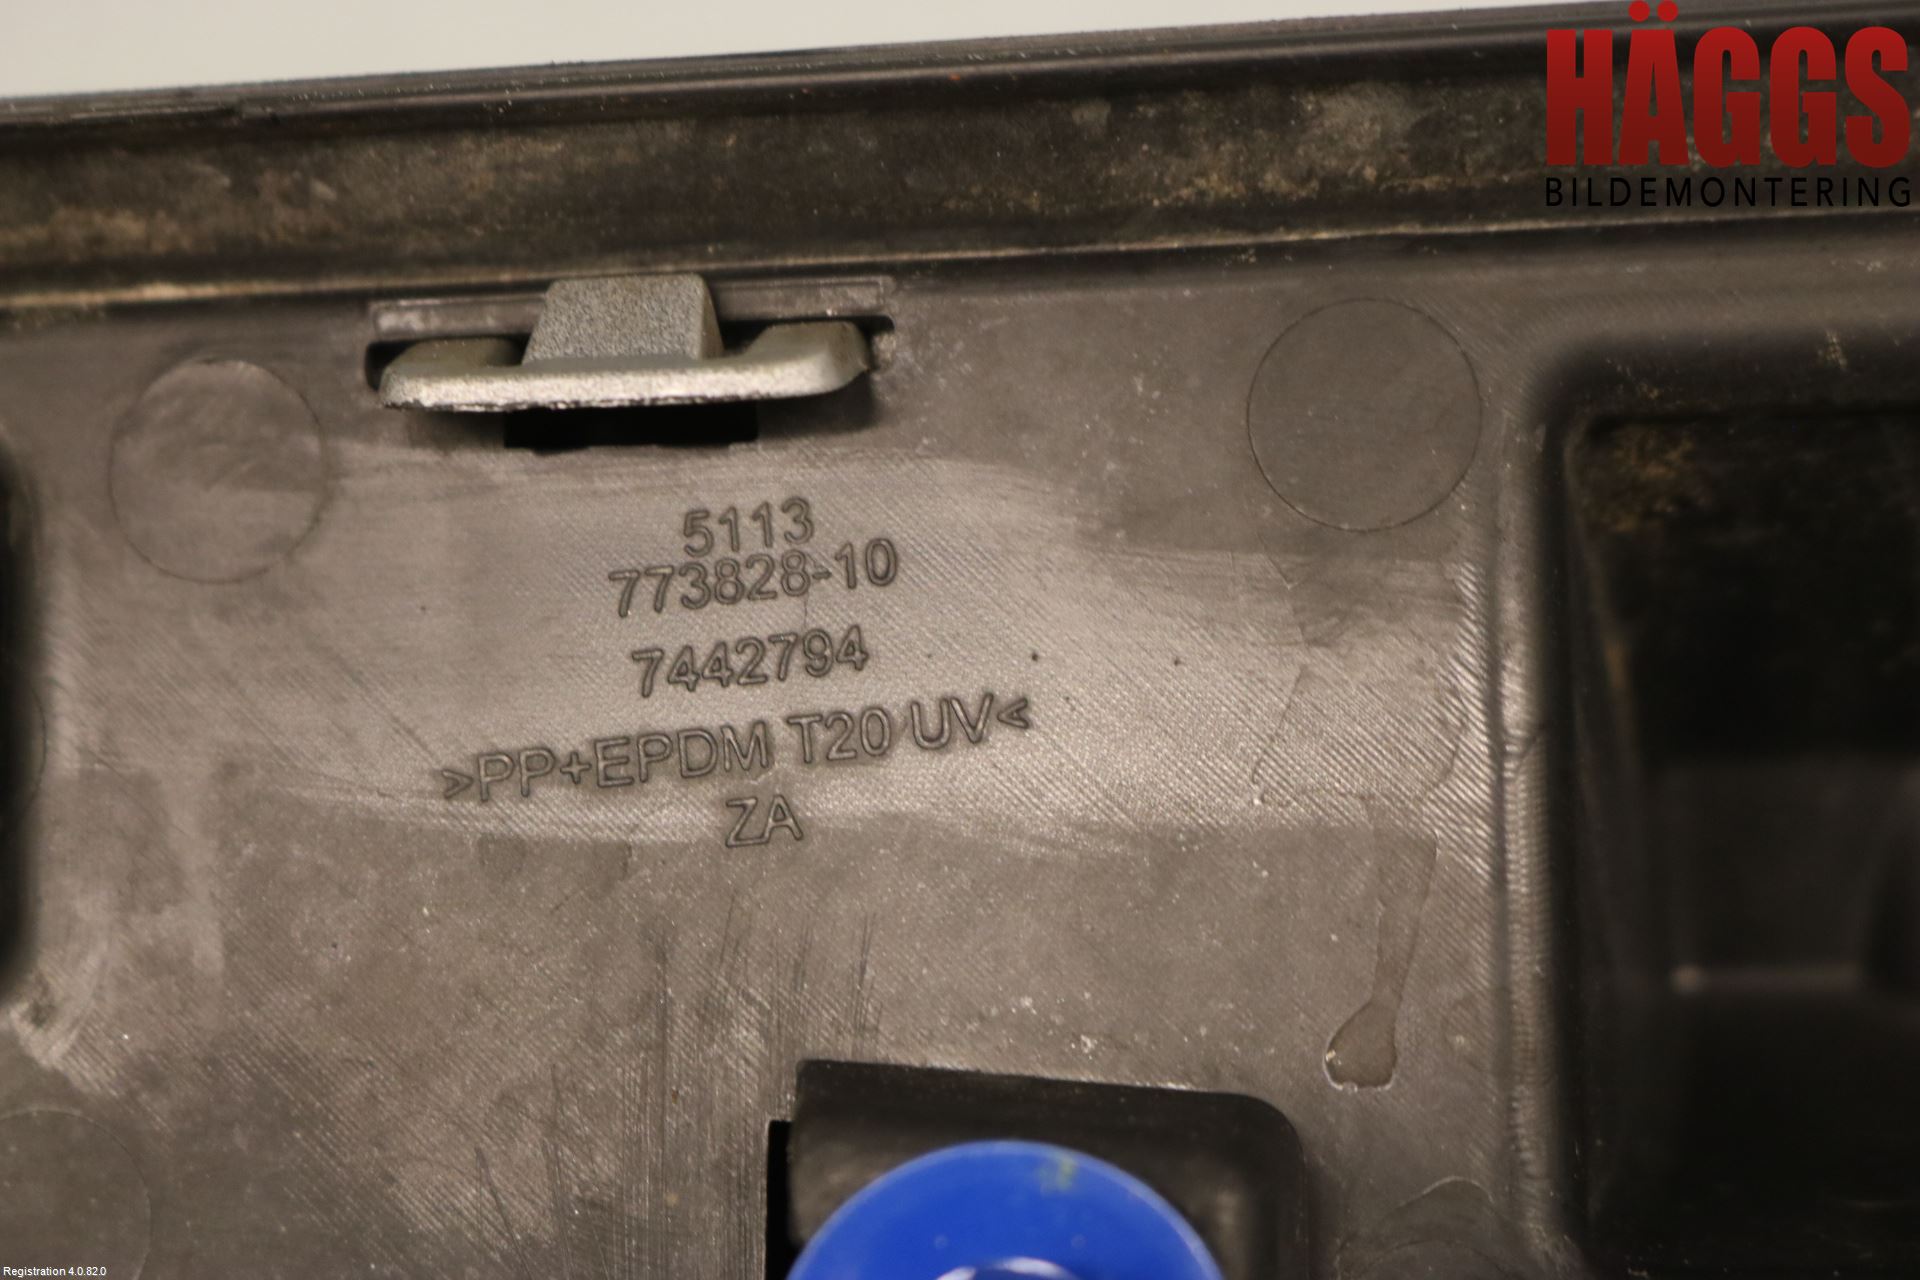 HÄGGS
BILDEMONTERING
5113
773828-10
7442794
>PP+EPDM T20 UV<
ZA
Registration 4.0.82.0